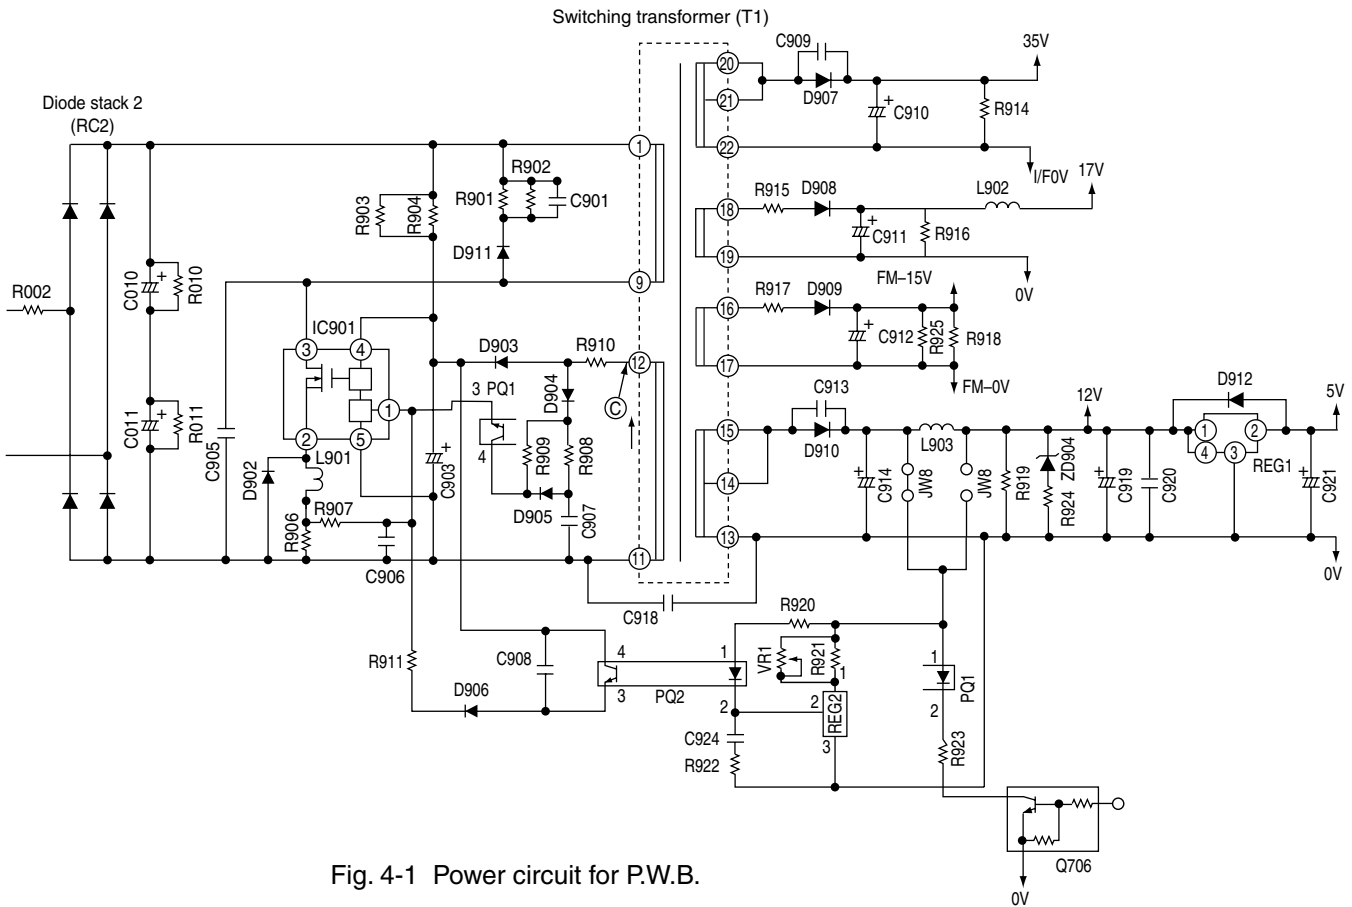 Switching transformer (T1)
C909
35V
20
21
22
D907
C910
R914
I/F0V
Diode stack 2
(RC2)
1
R902
R901
C901
R903
R904
D911
9
17V
R915
D908
L902
18
19
C911
R916
0V
FM–15V
R917
D909
16
17
C912
R925
R918
FM–0V
R002
C010
R010
C011
R011
C905
IC901
3
4
1
2
5
L901
D902
R907
R906
C906
C903
D903
R910
12
3 PQ1
4
D904
C
R909
R908
D905
C907
11
C913
15
14
13
D910
L903
C914
JW8
JW8
R919
12V
ZD904
R924
C919
C920
D912
5V
1
2
4
3
REG1
C921
0V
C918
R920
R911
C908
4
3
1
2
PQ2
D906
VR1
R921
1
2
3
REG2
C924
R922
1
2
PQ1
R923
Q706
0V
Fig. 4-1 Power circuit for P.W.B.